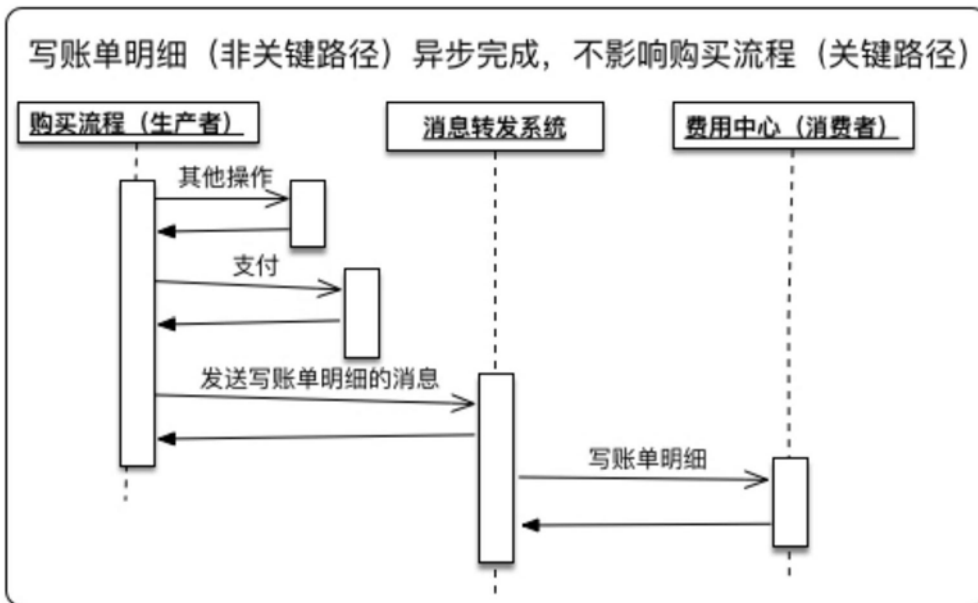 写账单明细（非关键路径）异步完成，不影响购买流程（关键路径）
购买流程（生产者）
消息转发系统
费用中心（消费者）
其他操作
支付
发送写账单明细的消息
写账单明细